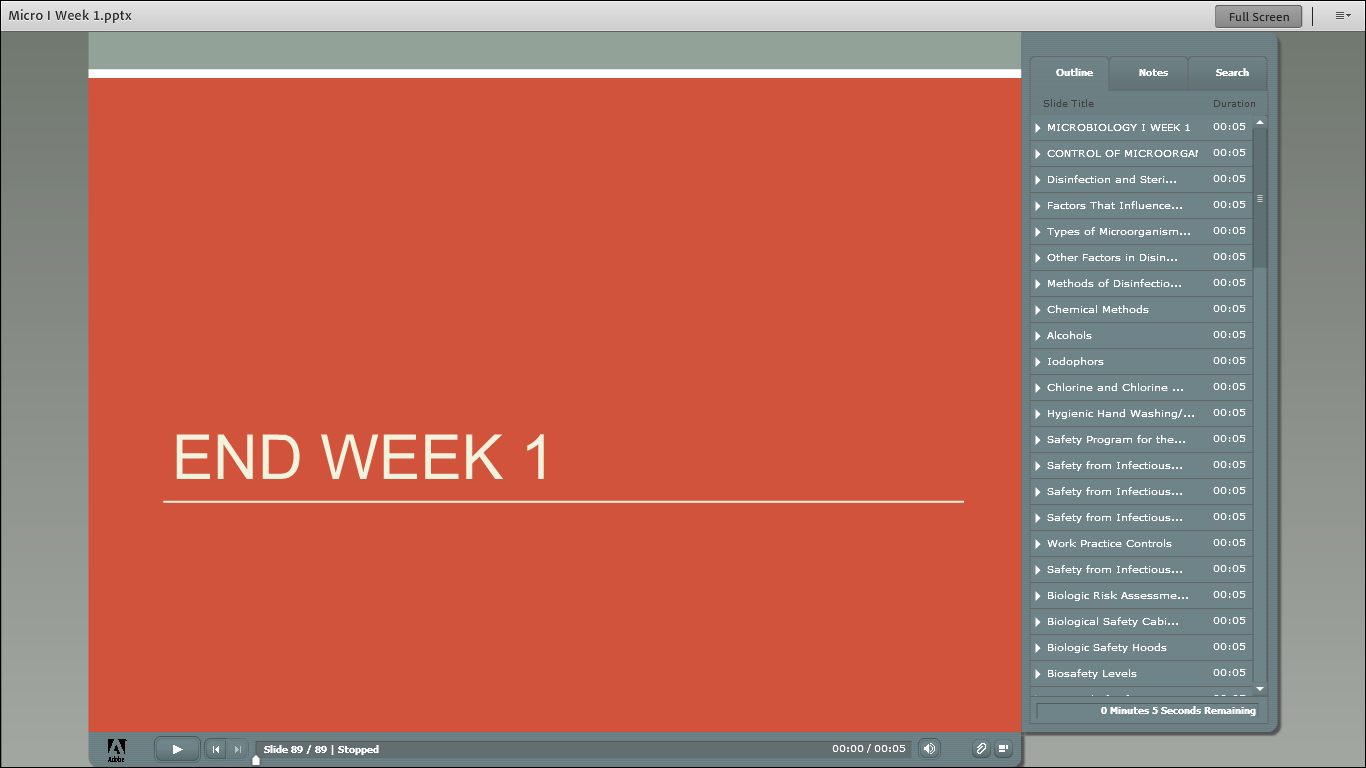 Micro I Week 1.pptx
Full Screen
END WEEK 1
Outline Notes Search
Slide Title Duration
MICROBIOLOGY I WEEK 1 00:05
CONTROL OF MICROORGAN 00:05
Disinfection and Steri... 00:05
Factors That Influence... 00:05
Types of Microorganism... 00:05
Other Factors in Disin... 00:05
Methods of Disinfectio... 00:05
Chemical Methods 00:05
Alcohols 00:05
Iodophors 00:05
Chlorine and Chlorine ... 00:05
Hygienic Hand Washing/... 00:05
Safety Program for the... 00:05
Safety from Infectious... 00:05
Safety from Infectious... 00:05
Safety from Infectious... 00:05
Work Practice Controls 00:05
Safety from Infectious... 00:05
Biologic Risk Assessme... 00:05
Biological Safety Cabi... 00:05
Biologic Safety Hoods 00:05
Biosafety Levels 00:05
0 Minutes 5 Seconds Remaining
Adobe
Slide 89 / 89 | Stopped 00:00 / 00:05